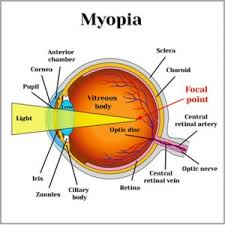 Myopia
Anterior
chamber
Cornea
Pupil
Light
Iris
Zonules
Ciliary
body
Vitreous
body
Optic disc
Retina
Sclera
Choroid
Focal
point
Central
retinal artery
Optic nerve
Central
retinal vein